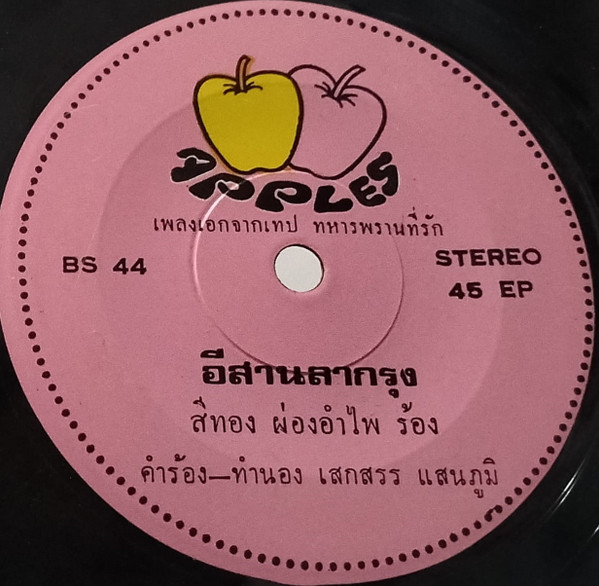 APPLES
เพลงเอกจากเทป ทหารพรานที่รัก
BS 44
STEREO
45 EP
อีสานลากรุง
สีทอง ผ่องอำไพ ร้อง
คำร้อง—ทำนอง เสกสรร แสนภูมิ